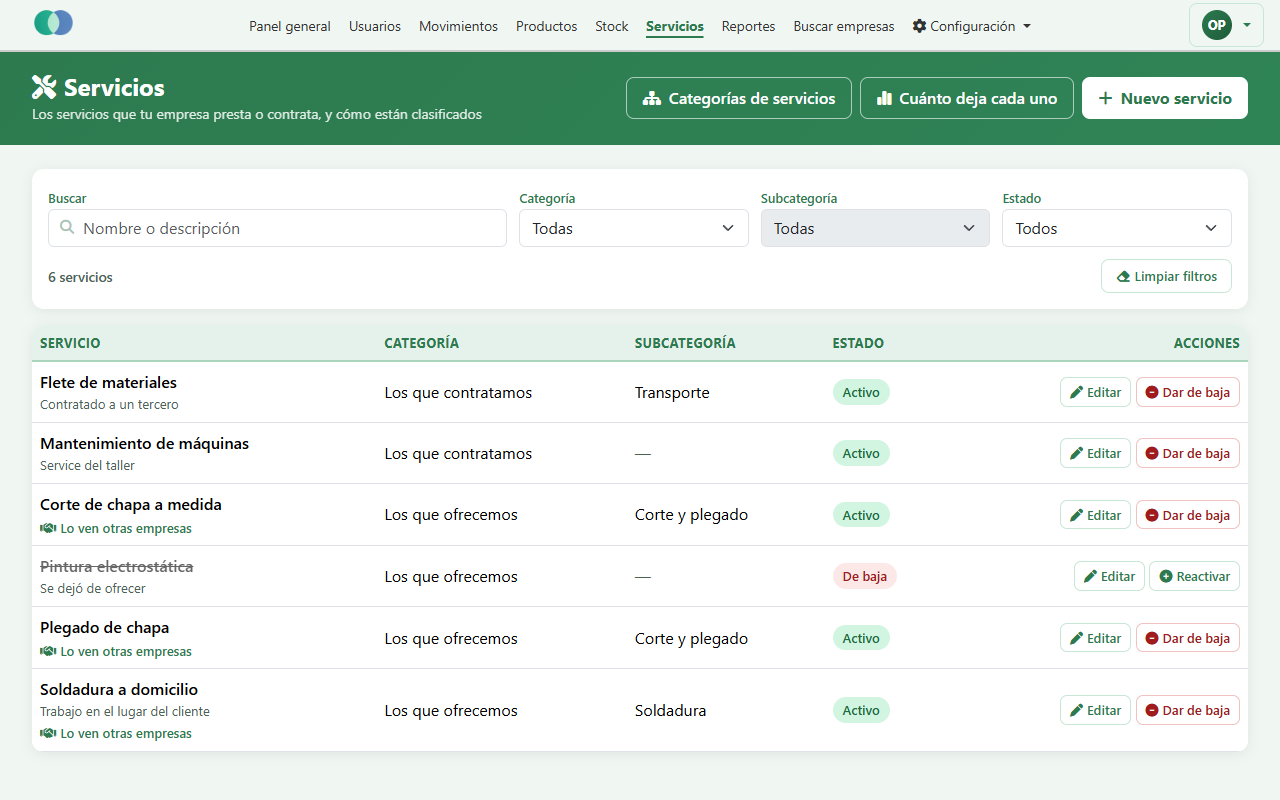 Panel general
Usuarios
Movimientos
Productos
Stock
Servicios
Reportes
Buscar empresas
Configuración
OP
Servicios
Los servicios que tu empresa presta o contrata, y cómo están clasificados
Categorías de servicios
Cuánto deja cada uno
Nuevo servicio
Buscar
Categoría
Subcategoría
Estado
Nombre o descripción
Todas
Todas
Todos
6 servicios
Limpiar filtros
SERVICIO
CATEGORÍA
SUBCATEGORÍA
ESTADO
ACCIONES
Flete de materiales
Contratado a un tercero
Los que contratamos
Transporte
Activo
Editar
Dar de baja
Mantenimiento de máquinas
Service del taller
Los que contratamos
—
Activo
Editar
Dar de baja
Corte de chapa a medida
Lo ven otras empresas
Los que ofrecemos
Corte y plegado
Activo
Editar
Dar de baja
Pintura electrostática
Se dejó de ofrecer
Los que ofrecemos
—
De baja
Editar
Reactivar
Plegado de chapa
Lo ven otras empresas
Los que ofrecemos
Corte y plegado
Activo
Editar
Dar de baja
Soldadura a domicilio
Trabajo en el lugar del cliente
Lo ven otras empresas
Los que ofrecemos
Soldadura
Activo
Editar
Dar de baja